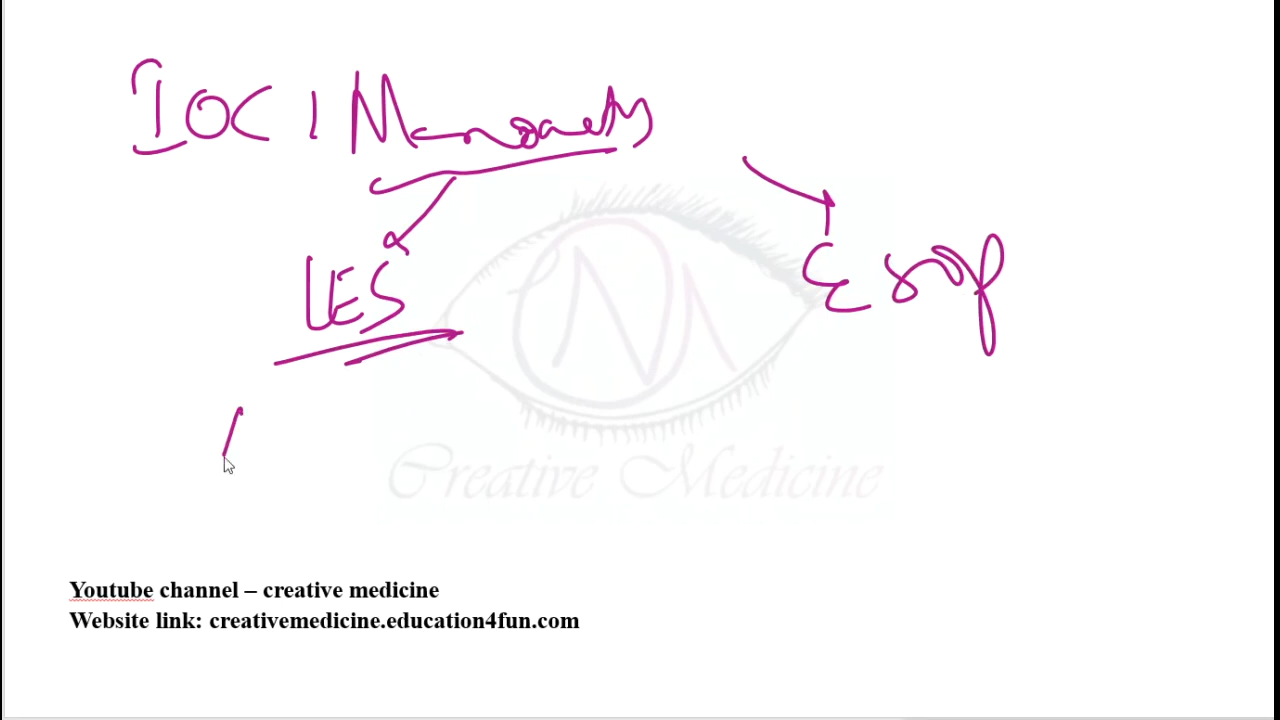 IOC | Manometry
LES
Esop
Creative Medicine
Youtube channel – creative medicine
Website link: creativemedicine.education4fun.com